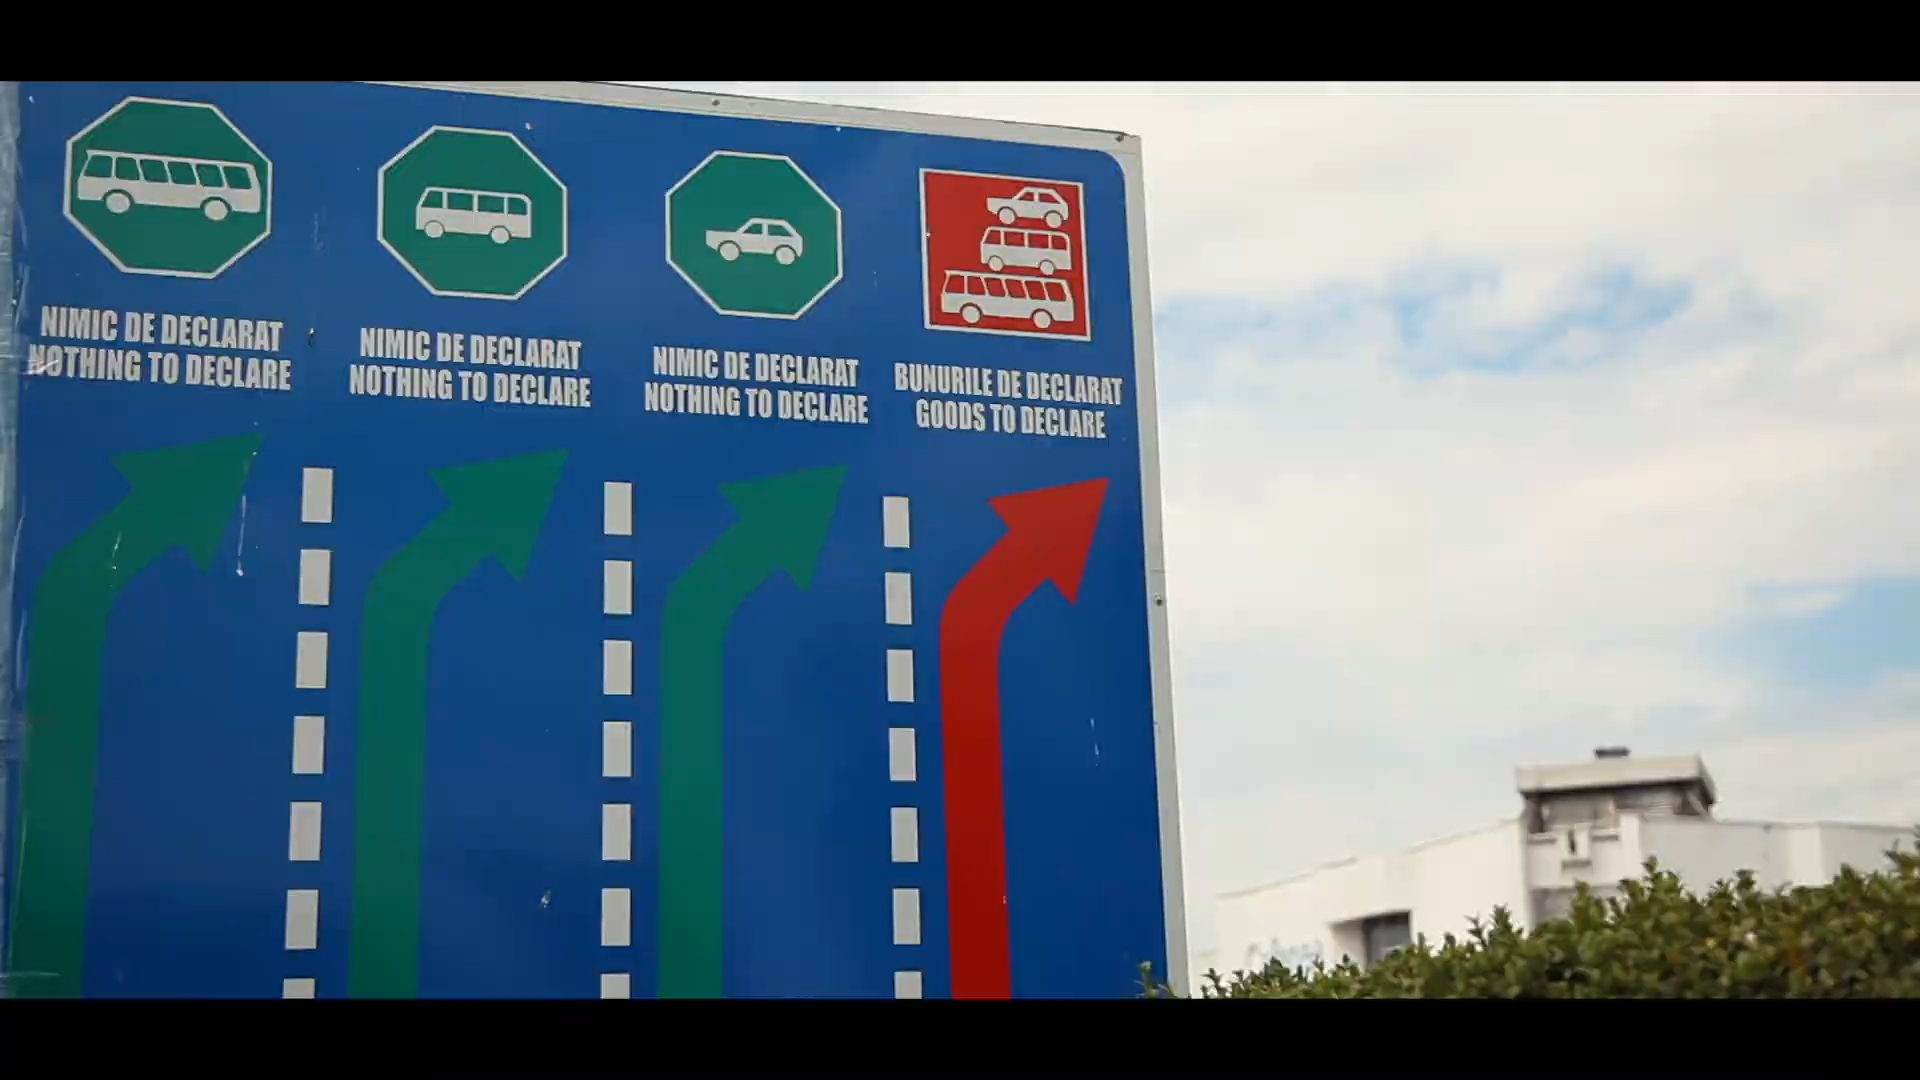 NIMIC DE DECLARAT
NOTHING TO DECLARE
NIMIC DE DECLARAT
NOTHING TO DECLARE
NIMIC DE DECLARAT
NOTHING TO DECLARE
BUNURILE DE DECLARAT
GOODS TO DECLARE